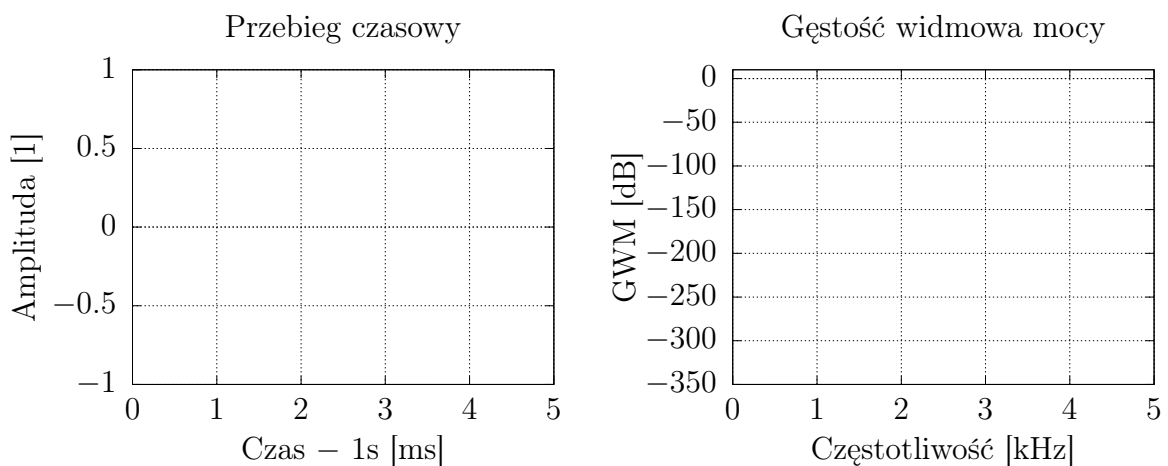 Przebieg czasowy
1
0.5
0
−0.5
−1
0 1 2 3 4 5
Amplituda [1]
Czas − 1s [ms]
Gęstość widmowa mocy
0
−50
−100
−150
−200
−250
−300
−350
0 1 2 3 4 5
GWM [dB]
Częstotliwość [kHz]